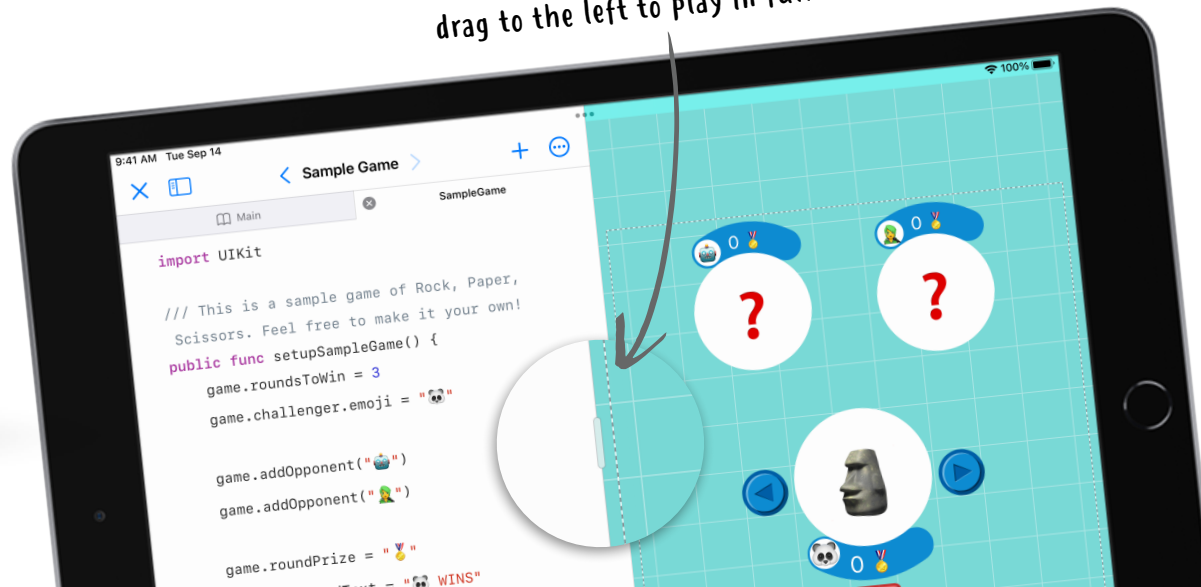 drag to the left to play in
9:41 AM Tue Sep 14
100%
Sample Game
Main
SampleGame
import UIKit
/// This is a sample game of Rock, Paper,
Scissors. Feel free to make it your own!
public func setupSampleGame() {
game.roundsToWin = 3
game.challenger.emoji = "🐼"
game.addOpponent("🤖")
game.addOpponent("🧝‍♂️")
game.roundPrize = "🏅"
= "🐼 WINS"
0
?
0
?
0